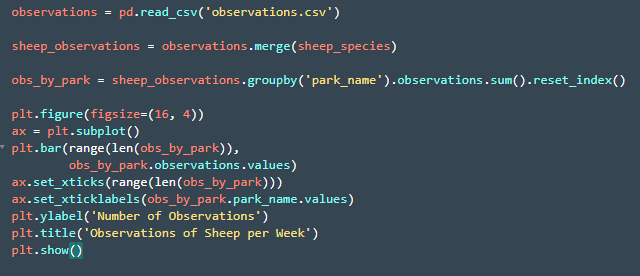 observations = pd.read_csv('observations.csv')
sheep_observations = observations.merge(sheep_species)
obs_by_park = sheep_observations.groupby('park_name').observations.sum().reset_index()
plt.figure(figsize=(16, 4))
ax = plt.subplot()
plt.bar(range(len(obs_by_park)),
obs_by_park.observations.values)
ax.set_xticks(range(len(obs_by_park)))
ax.set_xticklabels(obs_by_park.park_name.values)
plt.ylabel('Number of Observations')
plt.title('Observations of Sheep per Week')
plt.show()